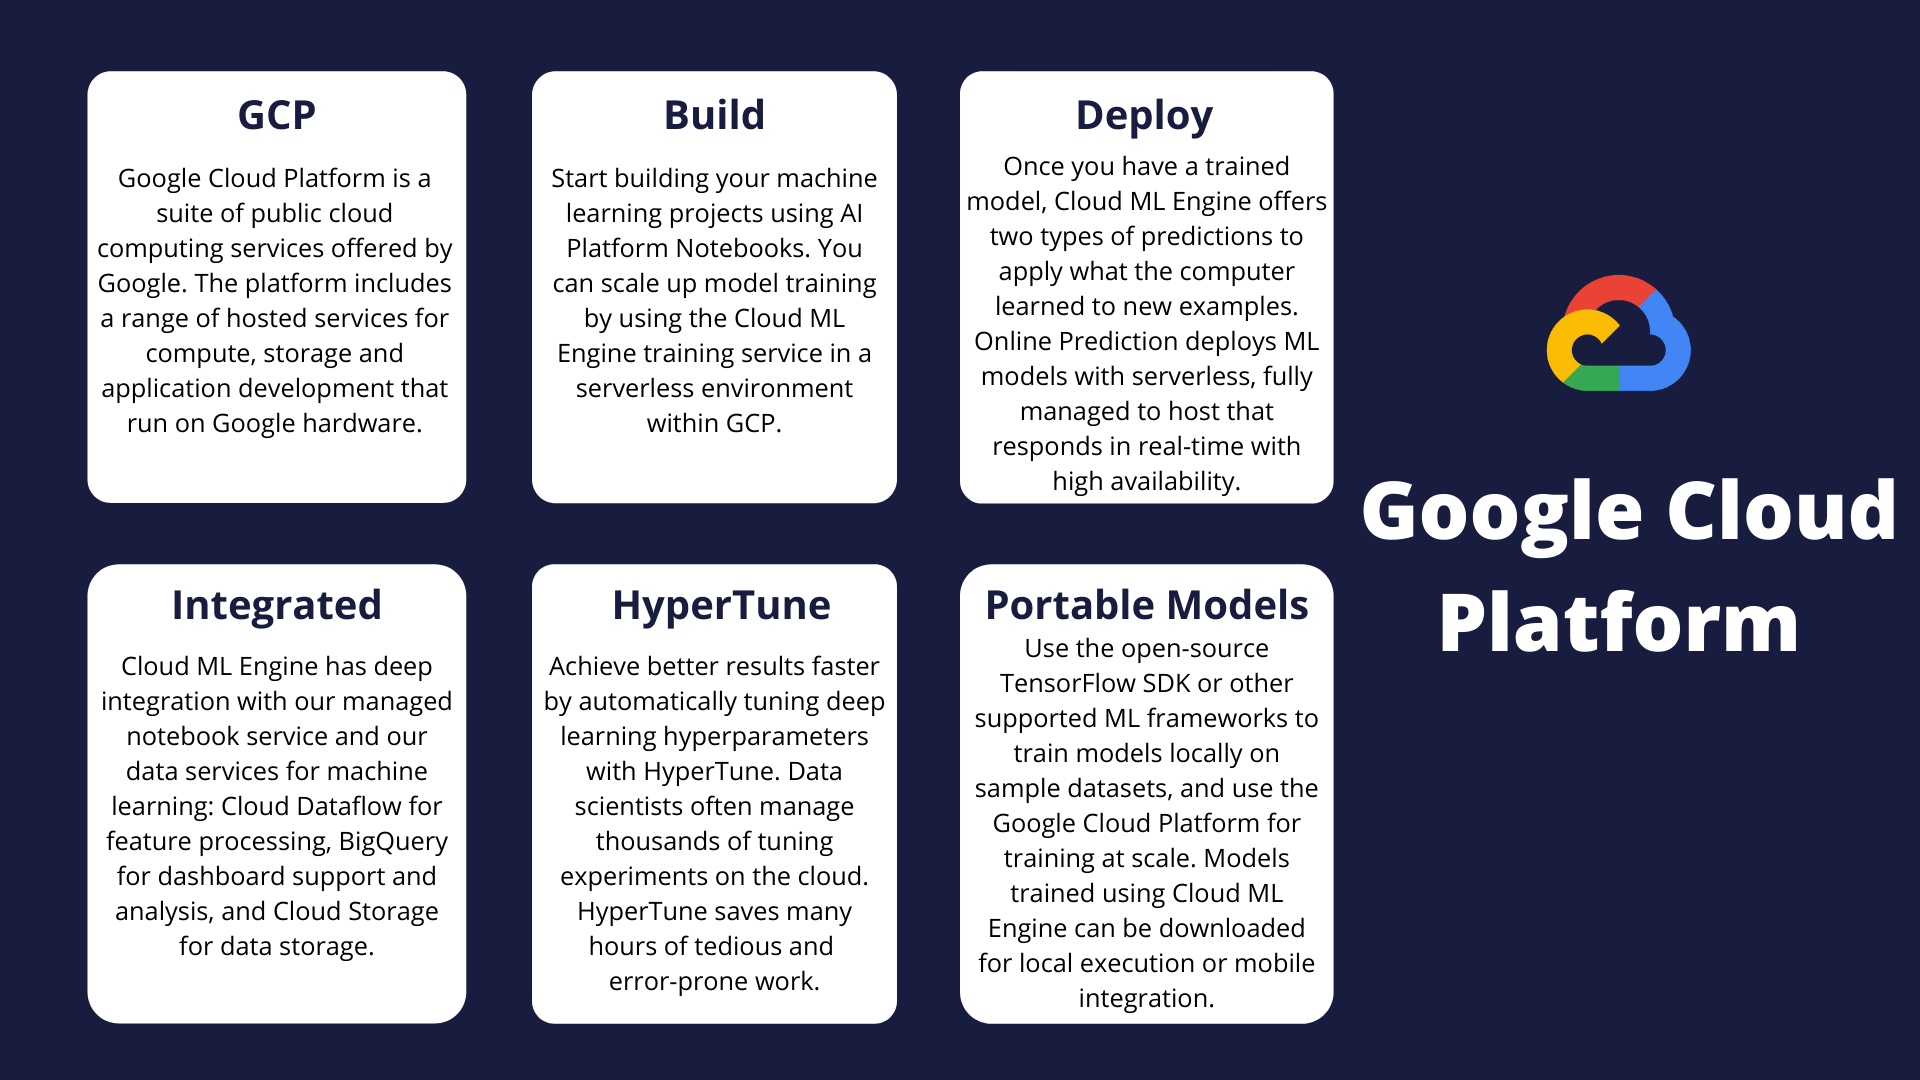 GCP
Google Cloud Platform is a
suite of public cloud
computing services offered by
Google. The platform includes
a range of hosted services for
compute, storage and
application development that
run on Google hardware.
Build
Start building your machine
learning projects using AI
Platform Notebooks. You
can scale up model training
by using the Cloud ML
Engine training service in a
serverless environment
within GCP.
Deploy
Once you have a trained
model, Cloud ML Engine offers
two types of predictions to
apply what the computer
learned to new examples.
Online Prediction deploys ML
models with serverless, fully
managed to host that
responds in real-time with
high availability.
Integrated
Cloud ML Engine has deep
integration with our managed
notebook service and our
data services for machine
learning: Cloud Dataflow for
feature processing, BigQuery
for dashboard support and
analysis, and Cloud Storage
for data storage.
HyperTune
Achieve better results faster
by automatically tuning deep
learning hyperparameters
with HyperTune. Data
scientists often manage
thousands of tuning
experiments on the cloud.
HyperTune saves many
hours of tedious and
error-prone work.
Portable Models
Use the open-source
TensorFlow SDK or other
supported ML frameworks to
train models locally on
sample datasets, and use the
Google Cloud Platform for
training at scale. Models
trained using Cloud ML
Engine can be downloaded
for local execution or mobile
integration.
Google Cloud
Platform